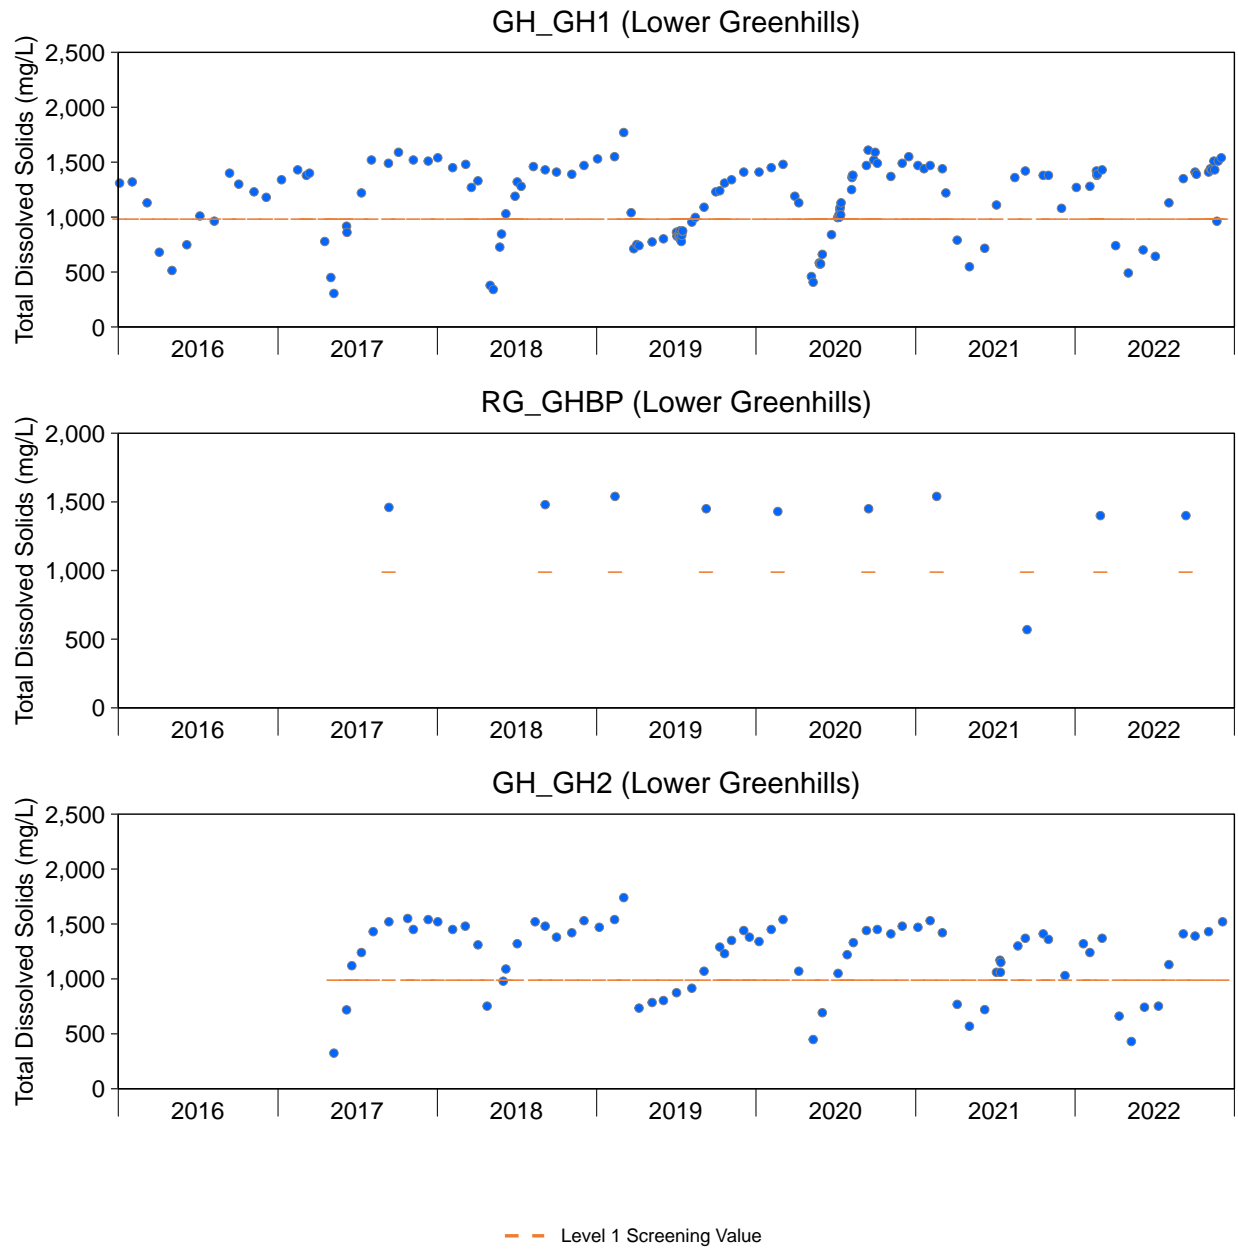 GH_GH1 (Lower Greenhills)
Total Dissolved Solids (mg/L)
2,500
2,000
1,500
1,000
500
0
2016 2017 2018 2019 2020 2021 2022
RG_GHBP (Lower Greenhills)
Total Dissolved Solids (mg/L)
2,000
1,500
1,000
500
0
2016 2017 2018 2019 2020 2021 2022
GH_GH2 (Lower Greenhills)
Total Dissolved Solids (mg/L)
2,500
2,000
1,500
1,000
500
0
2016 2017 2018 2019 2020 2021 2022
Level 1 Screening Value